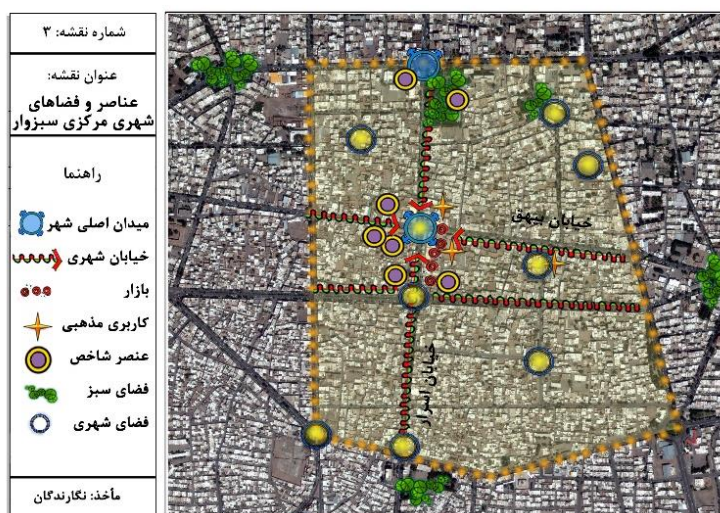 شماره نقشه: ۳
عنوان نقشه:
عناصر و فضاهای
شهری مرکزی سبزوار
راهنما
میدان اصلی شهر
خیابان شهری
بازار
کاربری مذهبی
عنصر شاخص
فضای سبز
فضای شهری
مأخذ: نگارندگان
خیابان بیهق
خیابان اسرار